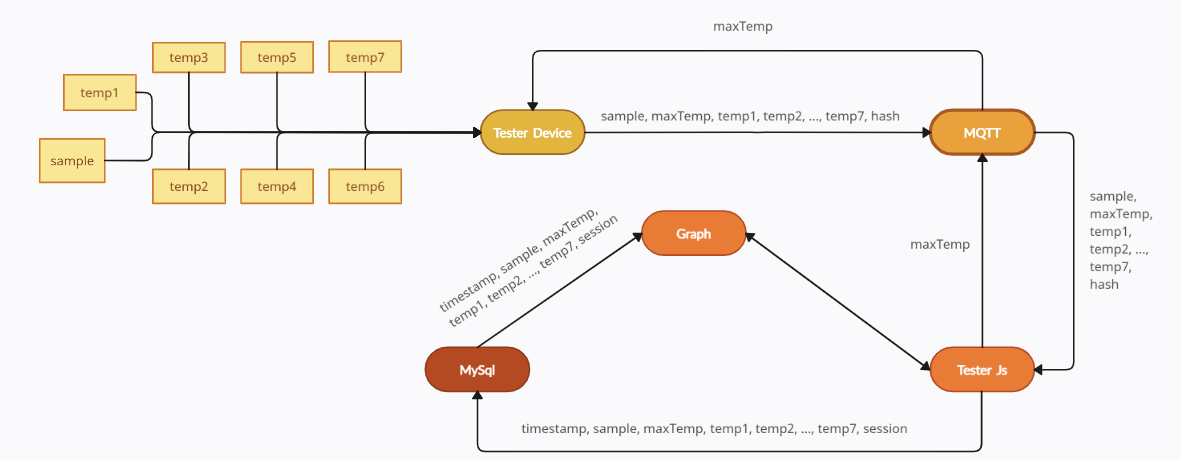 maxTemp
temp3
temp5
temp7
temp1
sample
temp2
temp4
temp6
Tester Device
sample, maxTemp, temp1, temp2, ..., temp7, hash
MQTT
sample,
maxTemp,
temp1,
temp2, ...,
temp7,
hash
timestamp, sample, maxTemp,
temp1, temp2, ..., temp7, session
Graph
maxTemp
MySql
Tester Js
timestamp, sample, maxTemp, temp1, temp2, ..., temp7, session